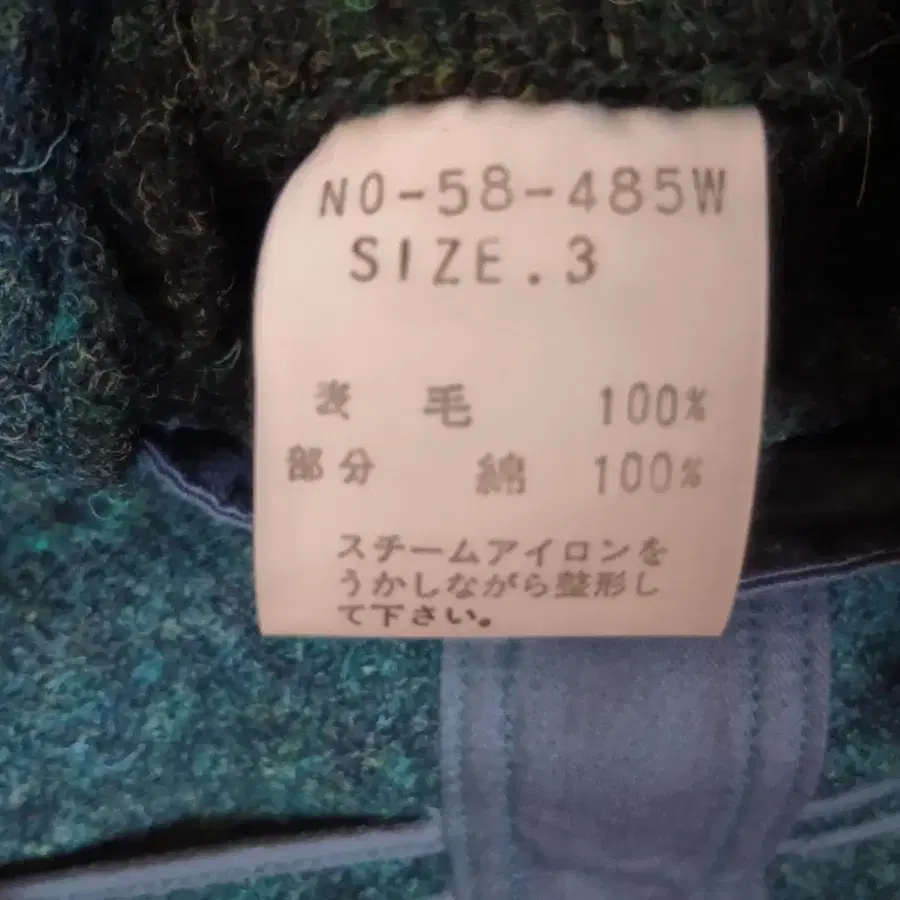 NO-58-485W
SIZE.3
表 毛 100%
部分 綿 100%
スチームアイロンを
うかしながら整形し
て下さい。